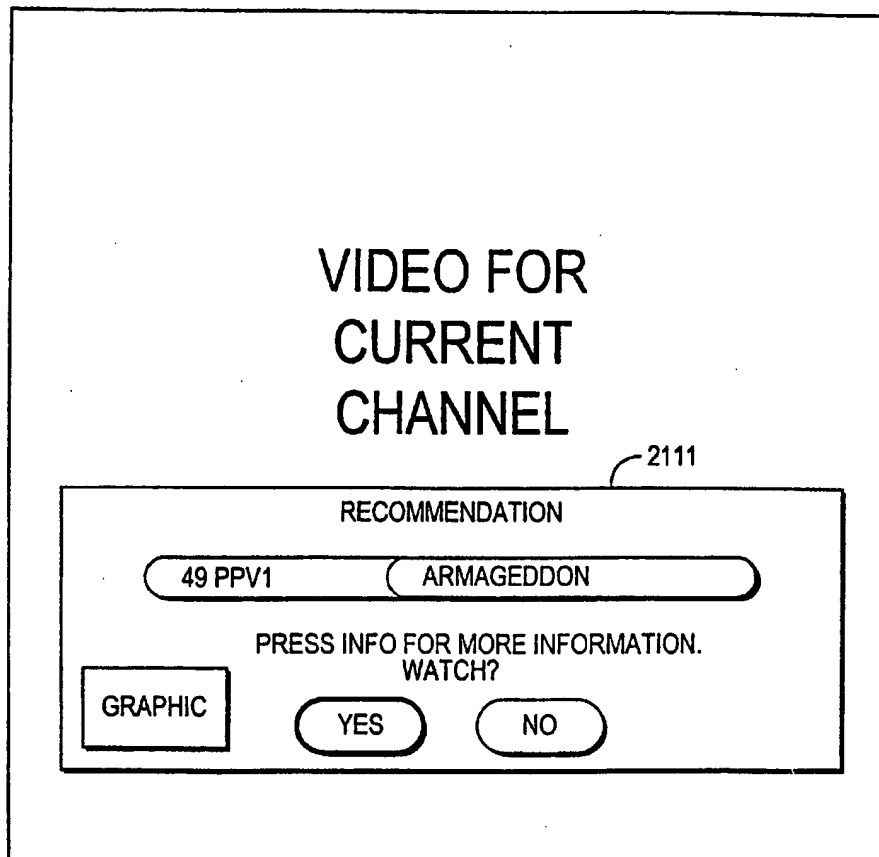 VIDEO FOR
CURRENT
CHANNEL
2111
RECOMMENDATION
49 PPV1 ARMAGEDDON
PRESS INFO FOR MORE INFORMATION.
WATCH?
GRAPHIC
YES NO